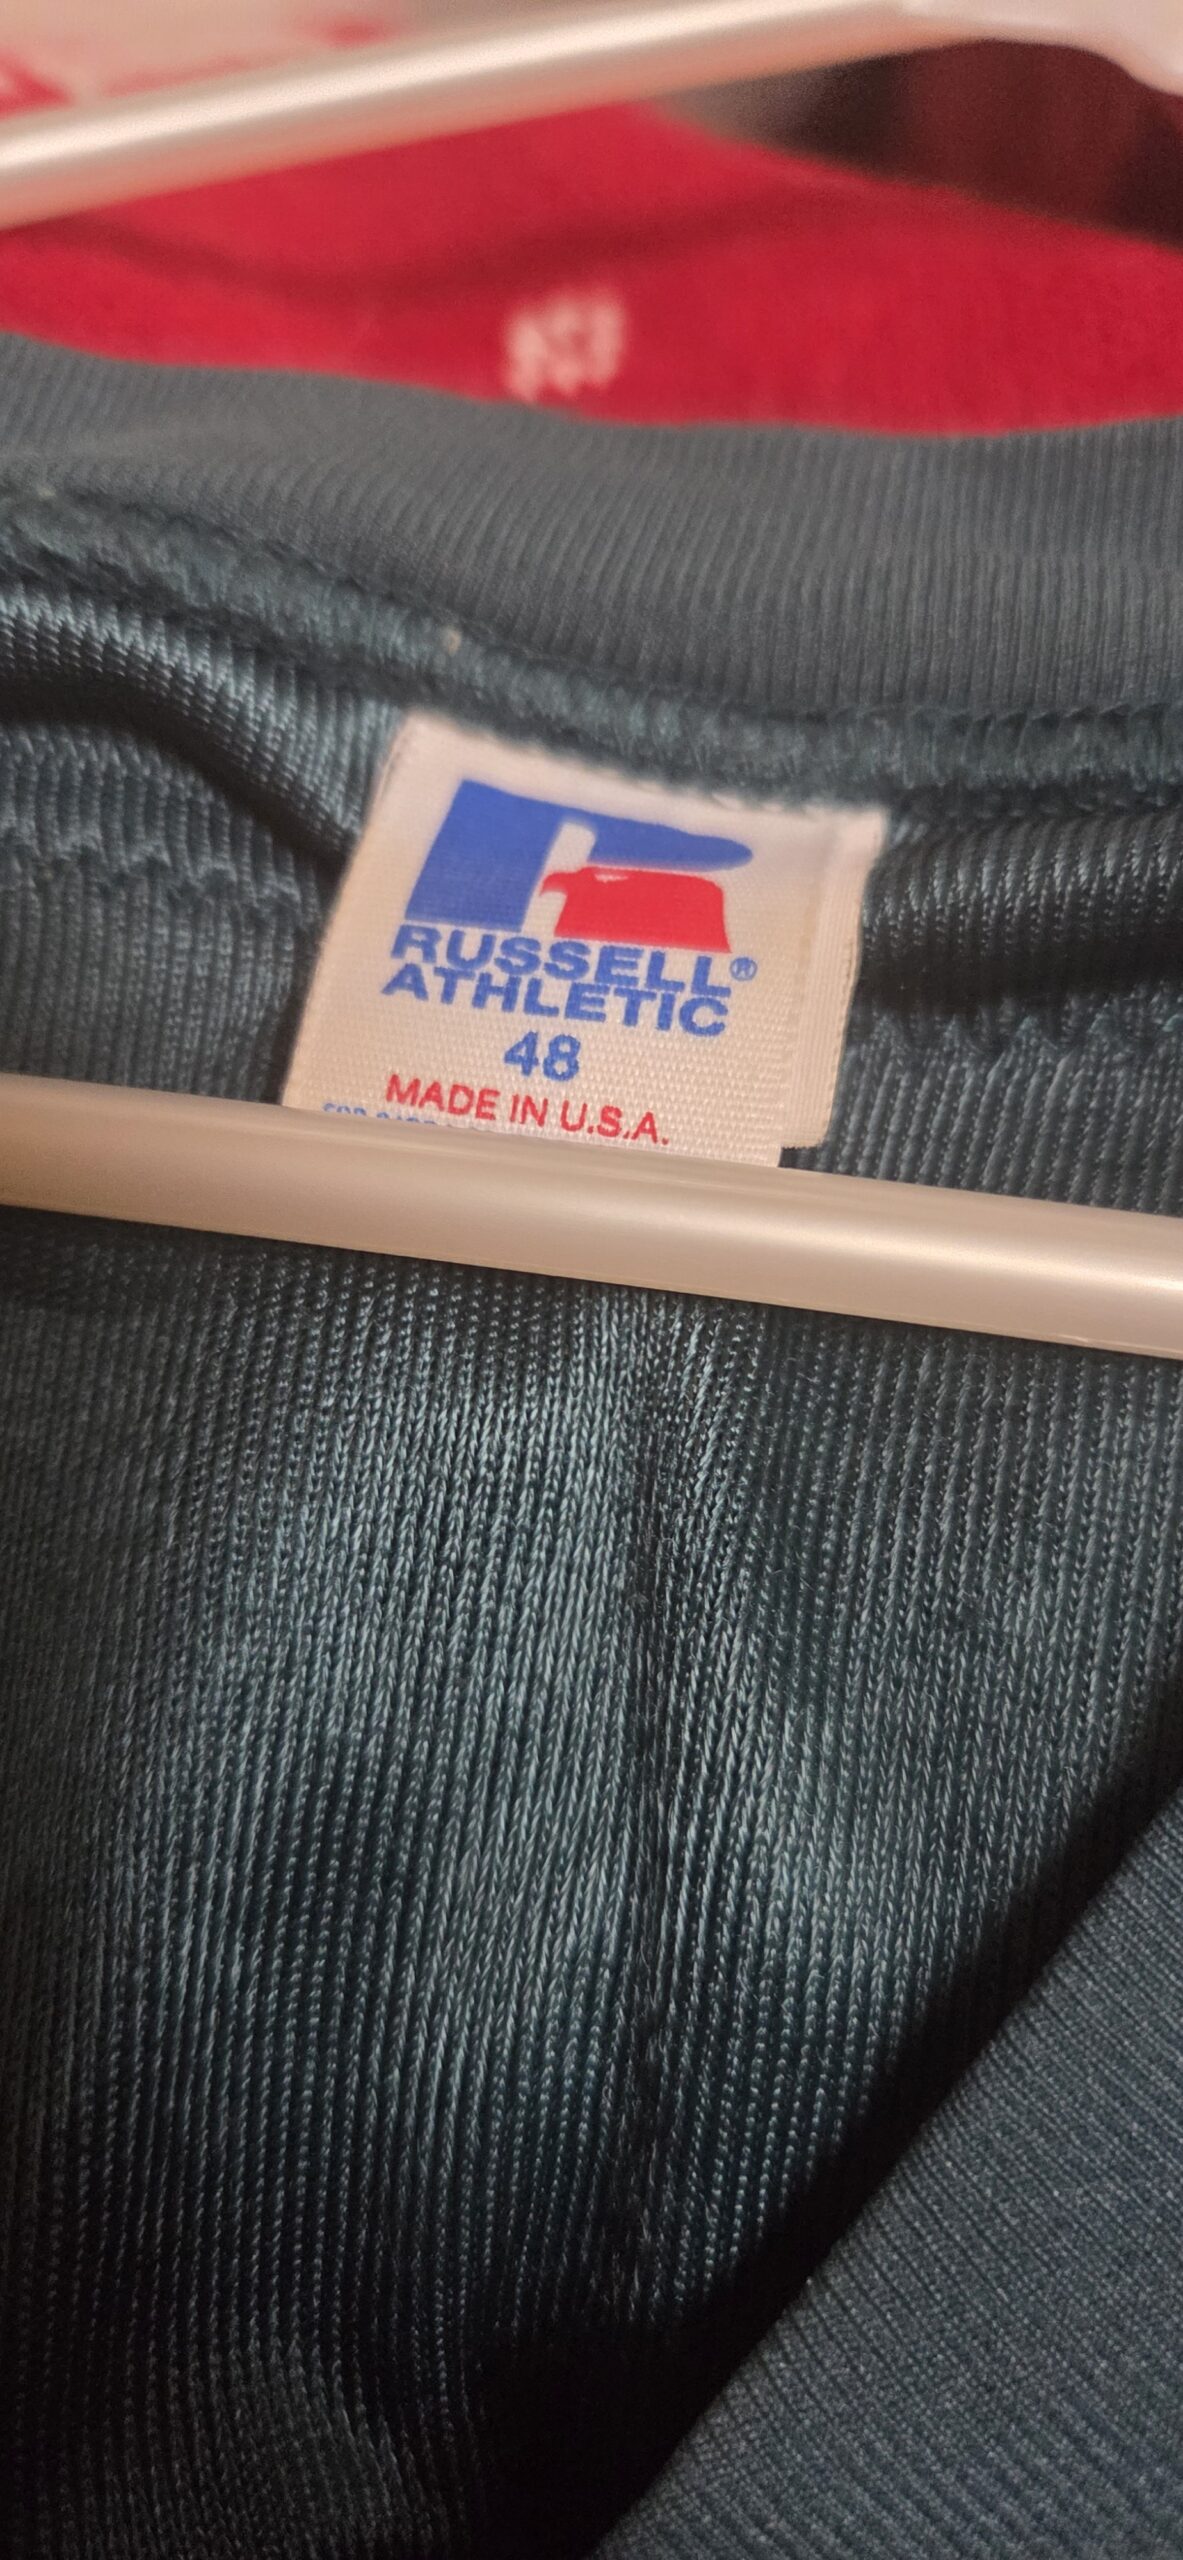 RUSSELL®
ATHLETIC
48
MADE IN U.S.A.